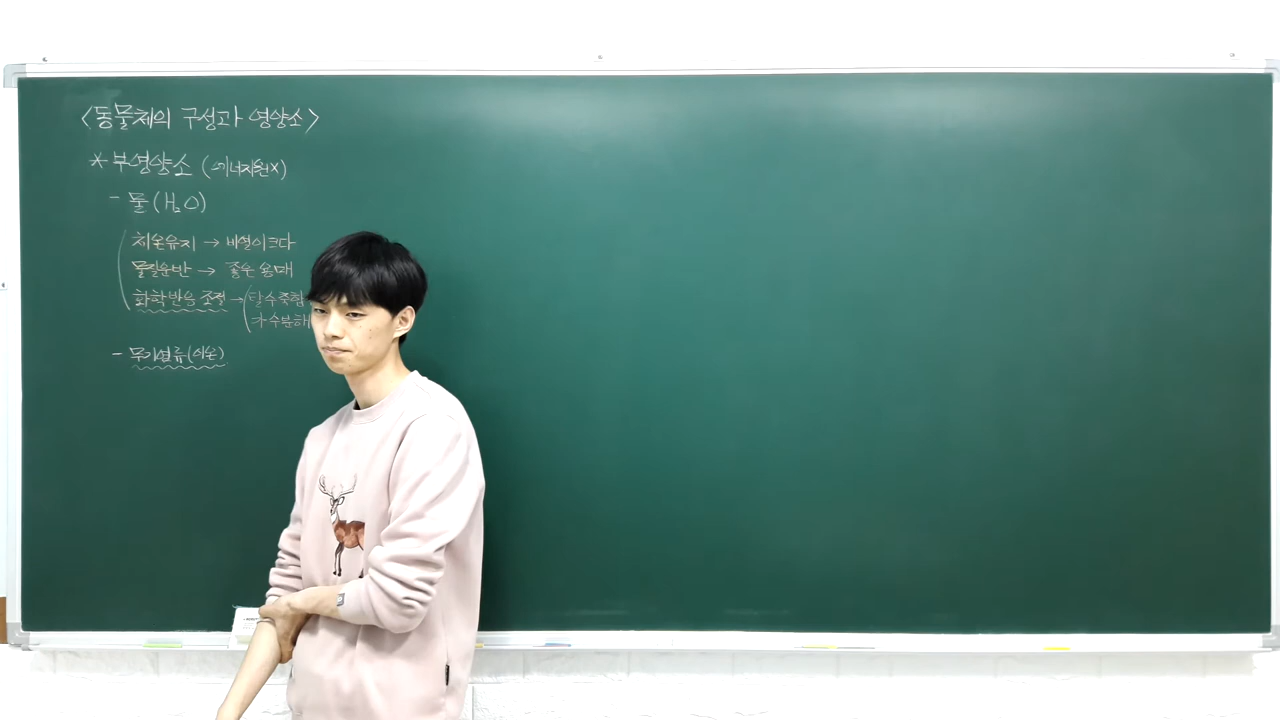 <동물체의 구성과 영양소>
* 부영양소 (에너지원X)
- 물(H₂O)
체온유지 → 비열이크다
물질운반 → 좋은 용매
화학반응 조절 → 탈수축합
가수분해
- 무기염류(이온)